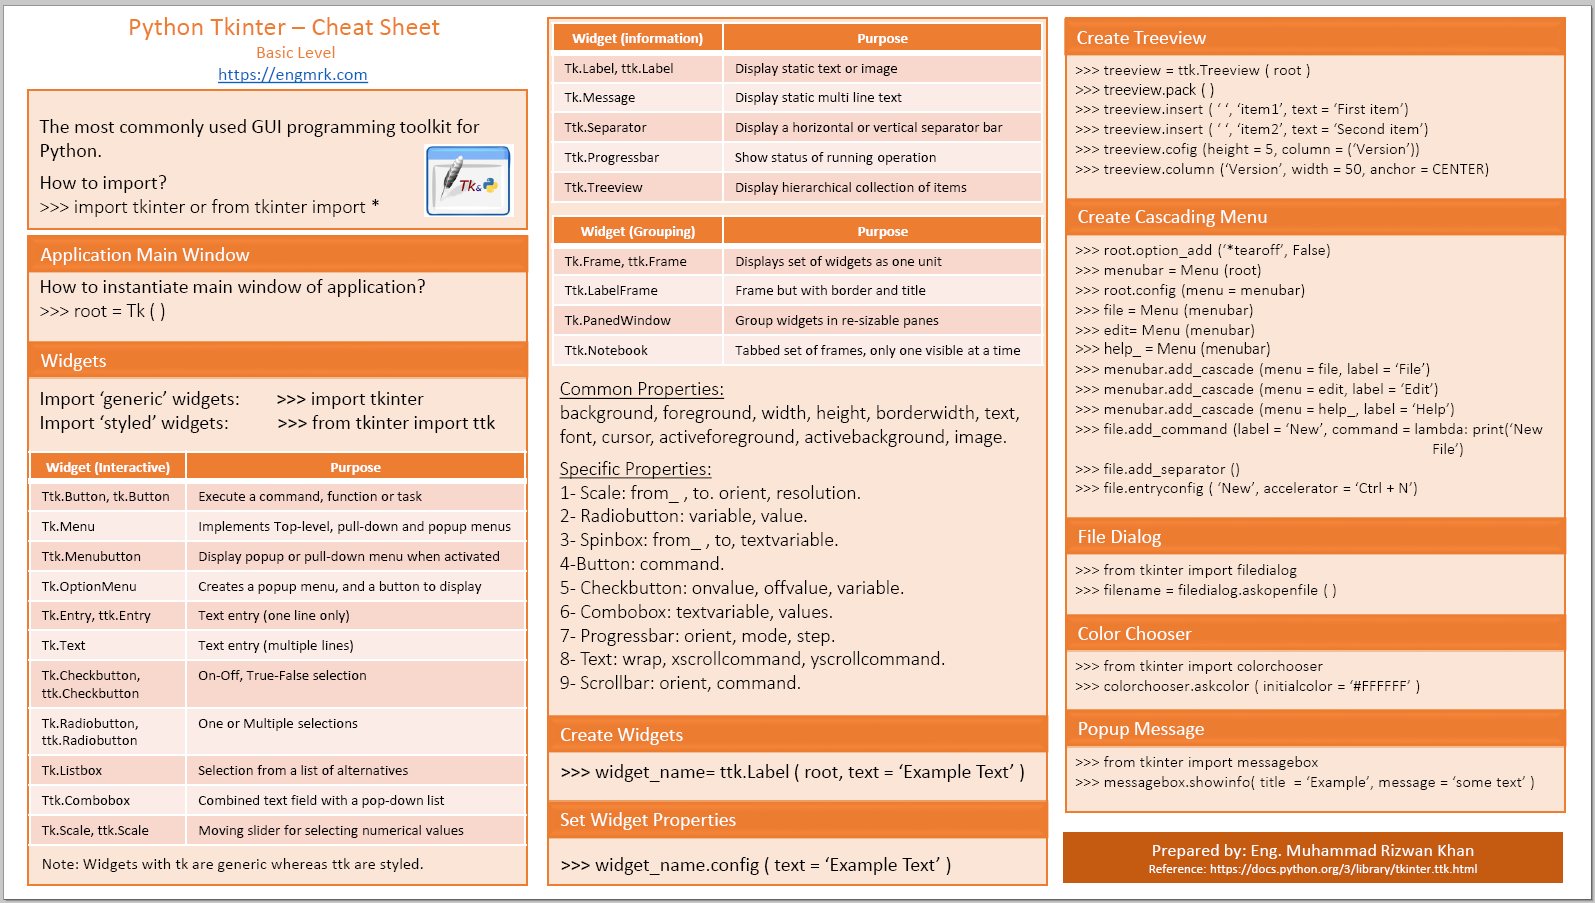 Python Tkinter – Cheat Sheet
Basic Level
https://engmrk.com
The most commonly used GUI programming toolkit for
Python.
How to import?
>>> import tkinter or from tkinter import *
Tk&
Application Main Window
How to instantiate main window of application?
>>> root = Tk ( )
Widgets
Import ‘generic’ widgets: >>> import tkinter
Import ‘styled’ widgets: >>> from tkinter import ttk
Widget (Interactive) Purpose
Ttk.Button, tk.Button Execute a command, function or task
Tk.Menu Implements Top-level, pull-down and popup menus
Ttk.Menubutton Display popup or pull-down menu when activated
Tk.OptionMenu Creates a popup menu, and a button to display
Tk.Entry, ttk.Entry Text entry (one line only)
Tk.Text Text entry (multiple lines)
Tk.Checkbutton, On-Off, True-False selection
ttk.Checkbutton
Tk.Radiobutton, One or Multiple selections
ttk.Radiobutton
Tk.Listbox Selection from a list of alternatives
Ttk.Combobox Combined text field with a pop-down list
Tk.Scale, ttk.Scale Moving slider for selecting numerical values
Note: Widgets with tk are generic whereas ttk are styled.
Widget (information) Purpose
Tk.Label, ttk.Label Display static text or image
Tk.Message Display static multi line text
Ttk.Separator Display a horizontal or vertical separator bar
Ttk.Progressbar Show status of running operation
Ttk.Treeview Display hierarchical collection of items
Widget (Grouping) Purpose
Tk.Frame, ttk.Frame Displays set of widgets as one unit
Ttk.LabelFrame Frame but with border and title
Tk.PanedWindow Group widgets in re-sizable panes
Ttk.Notebook Tabbed set of frames, only one visible at a time
Common Properties:
background, foreground, width, height, borderwidth, text,
font, cursor, activeforeground, activebackground, image.
Specific Properties:
1- Scale: from_ , to. orient, resolution.
2- Radiobutton: variable, value.
3- Spinbox: from_ , to, textvariable.
4-Button: command.
5- Checkbutton: onvalue, offvalue, variable.
6- Combobox: textvariable, values.
7- Progressbar: orient, mode, step.
8- Text: wrap, xscrollcommand, yscrollcommand.
9- Scrollbar: orient, command.
Create Widgets
>>> widget_name= ttk.Label ( root, text = ‘Example Text’ )
Set Widget Properties
>>> widget_name.config ( text = ‘Example Text’ )
Create Treeview
>>> treeview = ttk.Treeview ( root )
>>> treeview.pack ( )
>>> treeview.insert ( ‘ ‘, ‘item1’, text = ‘First item’)
>>> treeview.insert ( ‘ ‘, ‘item2’, text = ‘Second item’)
>>> treeview.cofig (height = 5, column = (‘Version’))
>>> treeview.column (‘Version’, width = 50, anchor = CENTER)
Create Cascading Menu
>>> root.option_add (‘*tearoff’, False)
>>> menubar = Menu (root)
>>> root.config (menu = menubar)
>>> file = Menu (menubar)
>>> edit= Menu (menubar)
>>> help_ = Menu (menubar)
>>> menubar.add_cascade (menu = file, label = ‘File’)
>>> menubar.add_cascade (menu = edit, label = ‘Edit’)
>>> menubar.add_cascade (menu = help_, label = ‘Help’)
>>> file.add_command (label = ‘New’, command = lambda: print(‘New
File’)
>>> file.add_separator ()
>>> file.entryconfig ( ‘New’, accelerator = ‘Ctrl + N’)
File Dialog
>>> from tkinter import filedialog
>>> filename = filedialog.askopenfile ( )
Color Chooser
>>> from tkinter import colorchooser
>>> colorchooser.askcolor ( initialcolor = ‘#FFFFFF’ )
Popup Message
>>> from tkinter import messagebox
>>> messagebox.showinfo( title = ‘Example’, message = ‘some text’ )
Prepared by: Eng. Muhammad Rizwan Khan
Reference: https://docs.python.org/3/library/tkinter.ttk.html